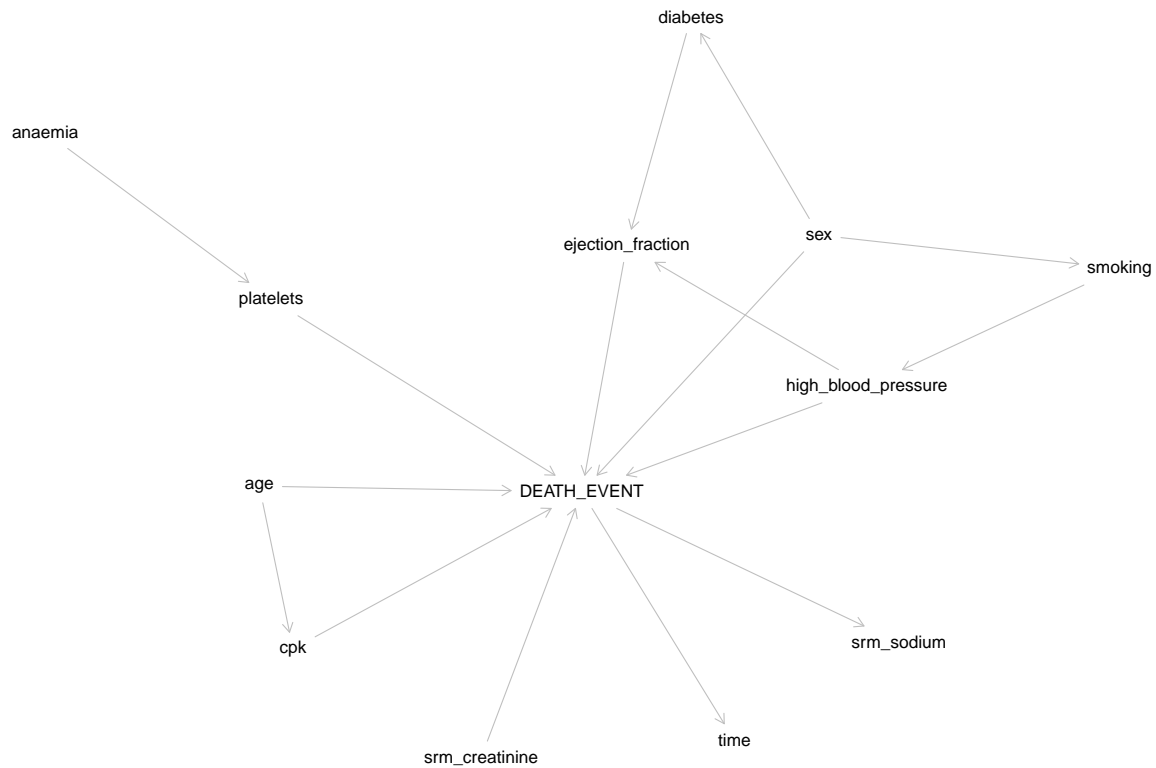 diabetes
anaemia
sex
ejection_fraction
smoking
platelets
high_blood_pressure
age
DEATH_EVENT
cpk
srm_sodium
time
srm_creatinine